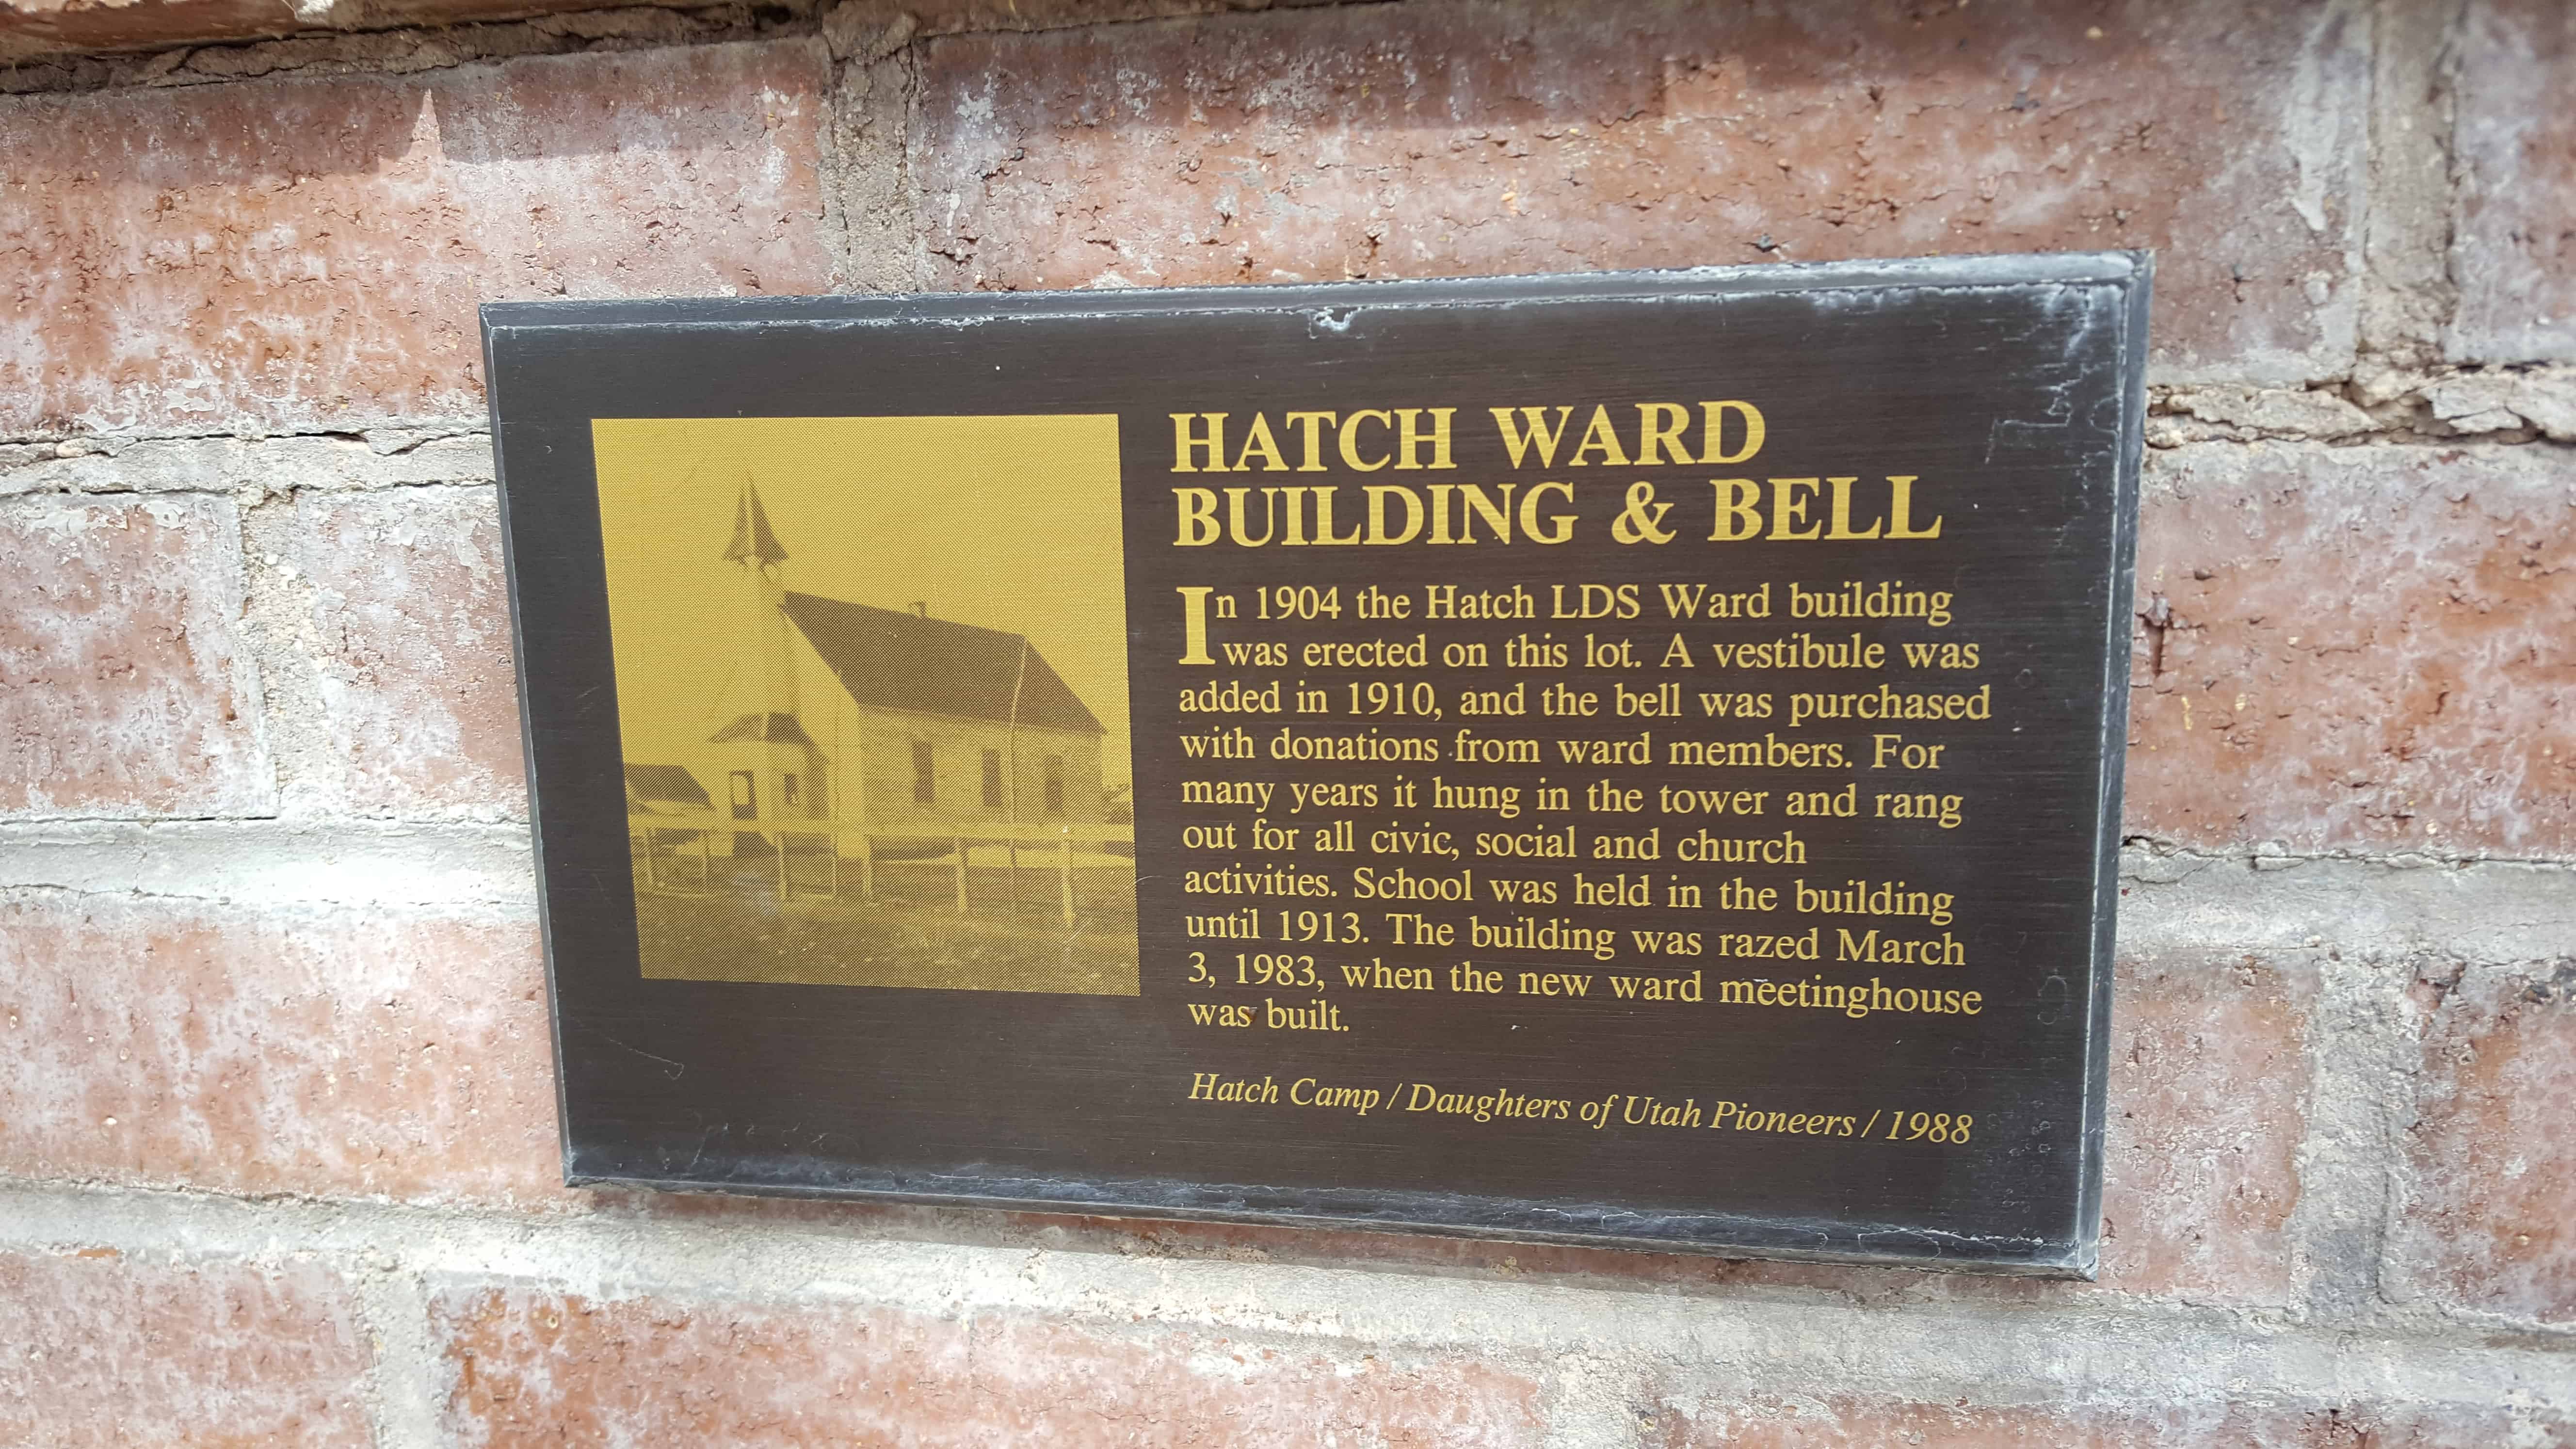 HATCH WARD
BUILDING & BELL
In 1904 the Hatch LDS Ward building
was erected on this lot. A vestibule was
added in 1910, and the bell was purchased
with donations from ward members. For
many years it hung in the tower and rang
out for all civic, social and church
activities. School was held in the building
until 1913. The building was razed March
3, 1983, when the new ward meetinghouse
was built.
Hatch Camp / Daughters of Utah Pioneers / 1988